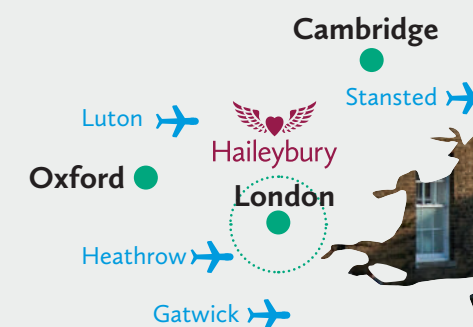 Cambridge
Stansted
Luton
Haileybury
Oxford
London
Heathrow
Gatwick